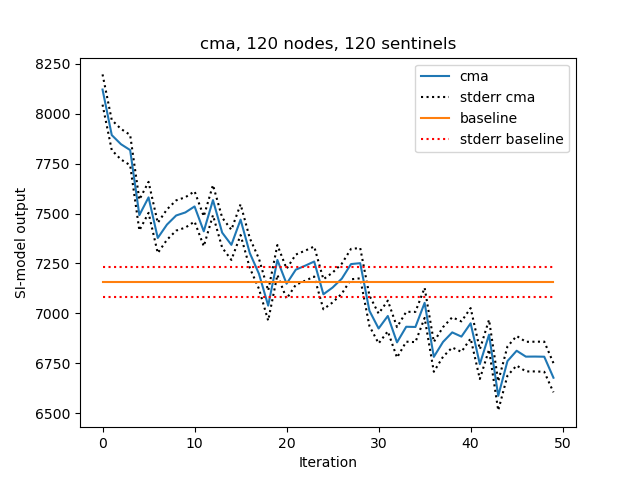 cma, 120 nodes, 120 sentinels
8250
8000
7750
7500
7250
7000
6750
6500
SI-model output
cma
stderr cma
baseline
stderr baseline
0 10 20 30 40 50
Iteration